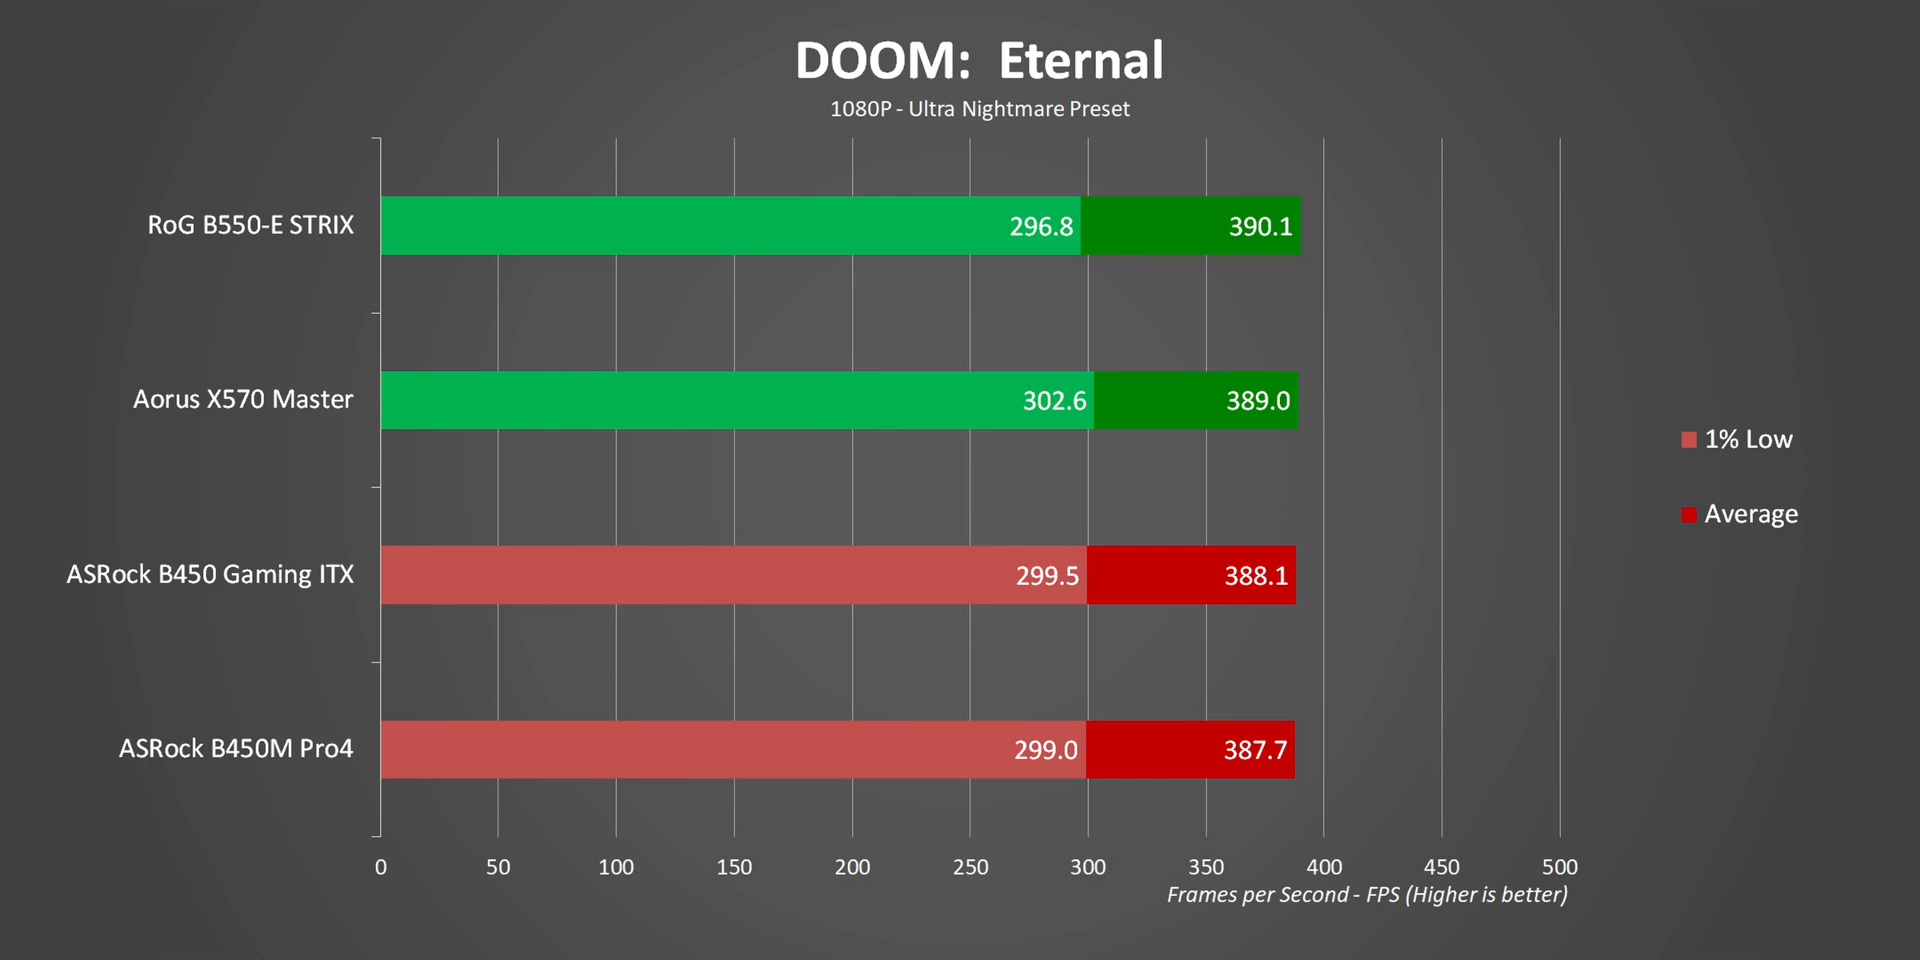 DOOM: Eternal
1080P - Ultra Nightmare Preset
RoG B550-E STRIX
296.8
390.1
Aorus X570 Master
302.6
389.0
ASRock B450 Gaming ITX
299.5
388.1
ASRock B450M Pro4
299.0
387.7
1% Low
Average
0 50 100 150 200 250 300 350 400 450 500
Frames per Second - FPS (Higher is better)